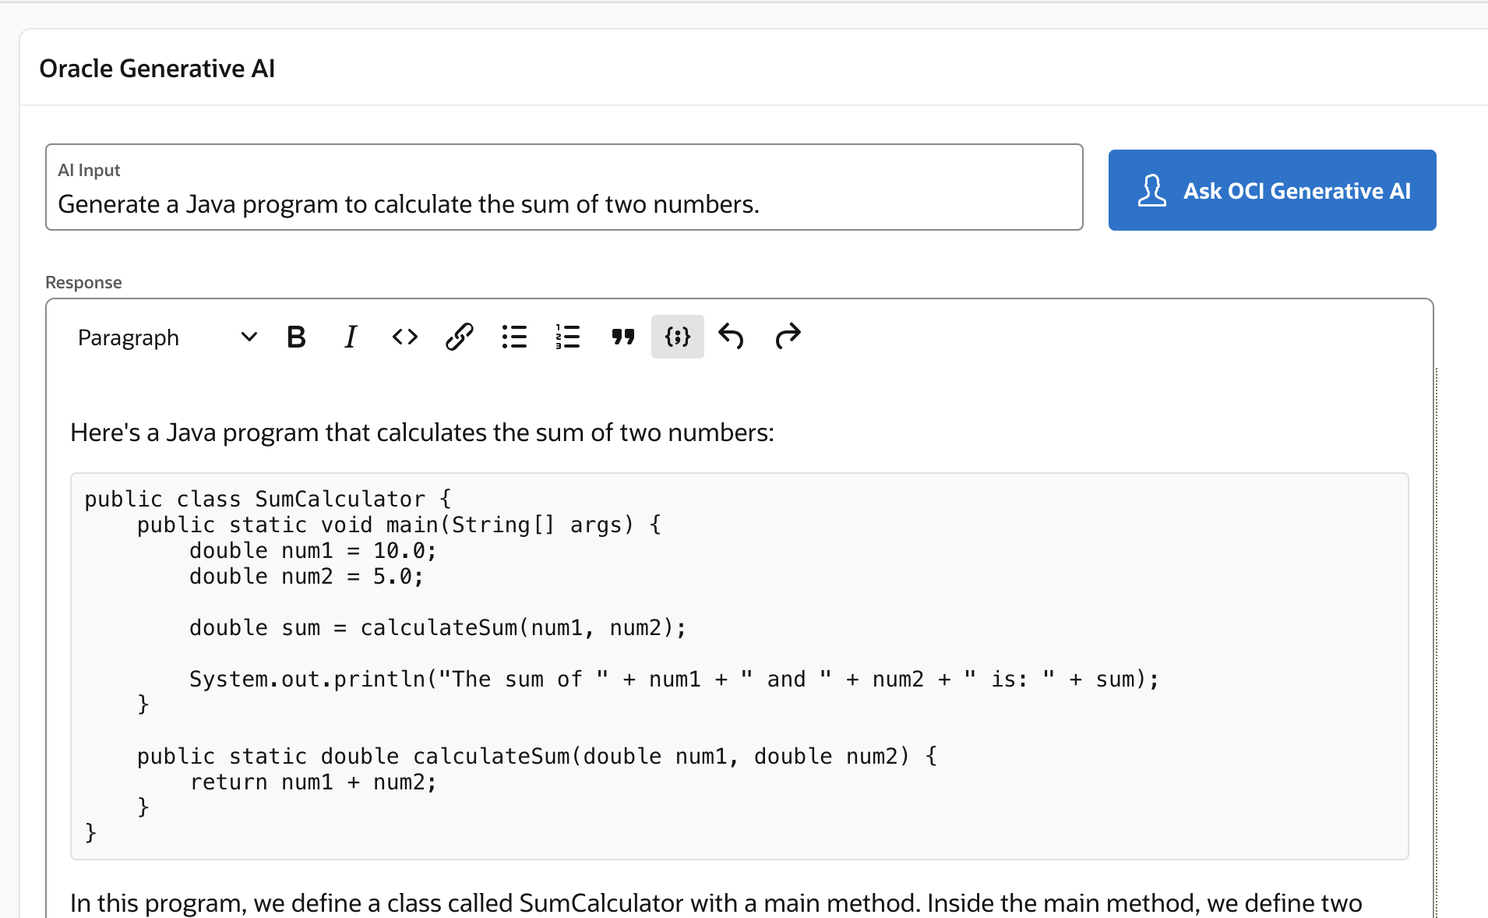 Oracle Generative AI
AI Input
Generate a Java program to calculate the sum of two numbers.
Ask OCI Generative AI
Response
Paragraph B I <> {;}
Here's a Java program that calculates the sum of two numbers:
public class SumCalculator {
    public static void main(String[] args) {
        double num1 = 10.0;
        double num2 = 5.0;
        double sum = calculateSum(num1, num2);
        System.out.println("The sum of " + num1 + " and " + num2 + " is: " + sum);
    }
    public static double calculateSum(double num1, double num2) {
        return num1 + num2;
    }
}
In this program, we define a class called SumCalculator with a main method. Inside the main method, we define two